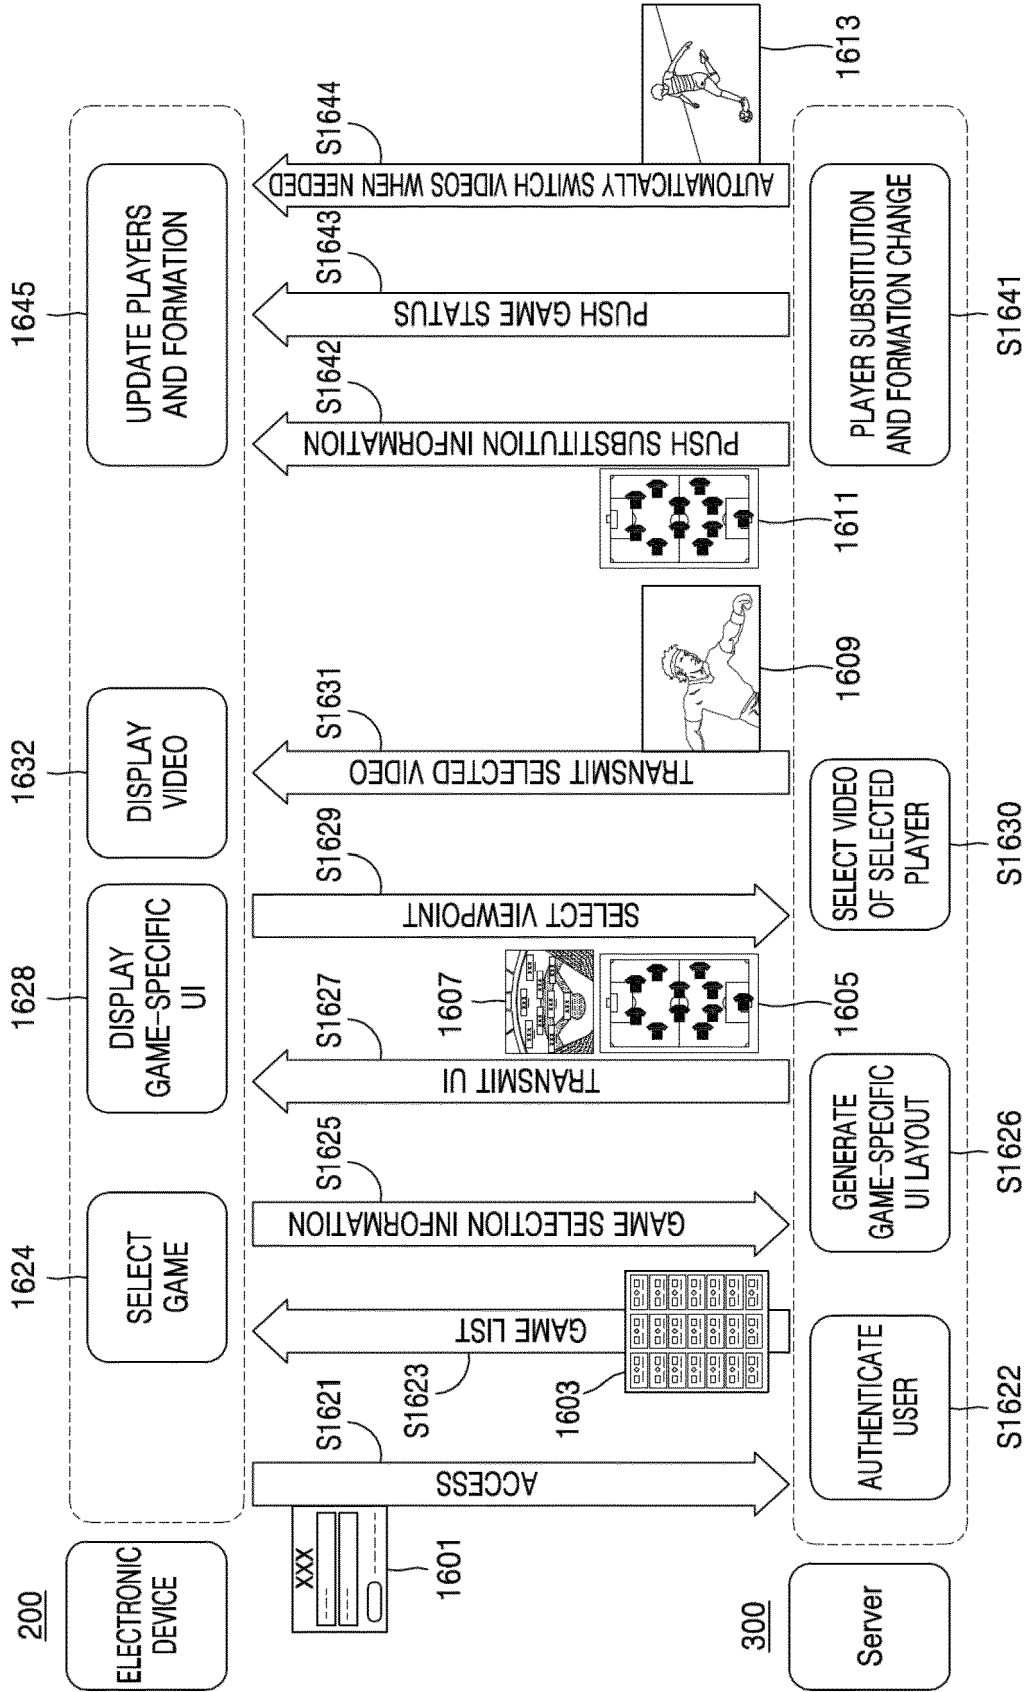 200
ELECTRONIC
DEVICE
1624
SELECT
GAME
1628
DISPLAY
GAME-SPECIFIC
UI
1632
DISPLAY
VIDEO
1645
UPDATE PLAYERS
AND FORMATION
XXX
1601
ACCESS
S1621
GAME LIST
S1623
1603
GAME SELECTION INFORMATION
S1625
TRANSMIT UI
S1627
1607
1605
SELECT VIEWPOINT
S1629
TRANSMIT SELECTED VIDEO
S1631
1609
1611
PUSH SUBSTITUTION INFORMATION
S1642
PUSH GAME STATUS
S1643
AUTOMATICALLY SWITCH VIDEOS WHEN NEEDED
S1644
1613
300
Server
AUTHENTICATE
USER
S1622
GENERATE
GAME-SPECIFIC
UI LAYOUT
S1626
SELECT VIDEO
OF SELECTED
PLAYER
S1630
PLAYER SUBSTITUTION
AND FORMATION CHANGE
S1641